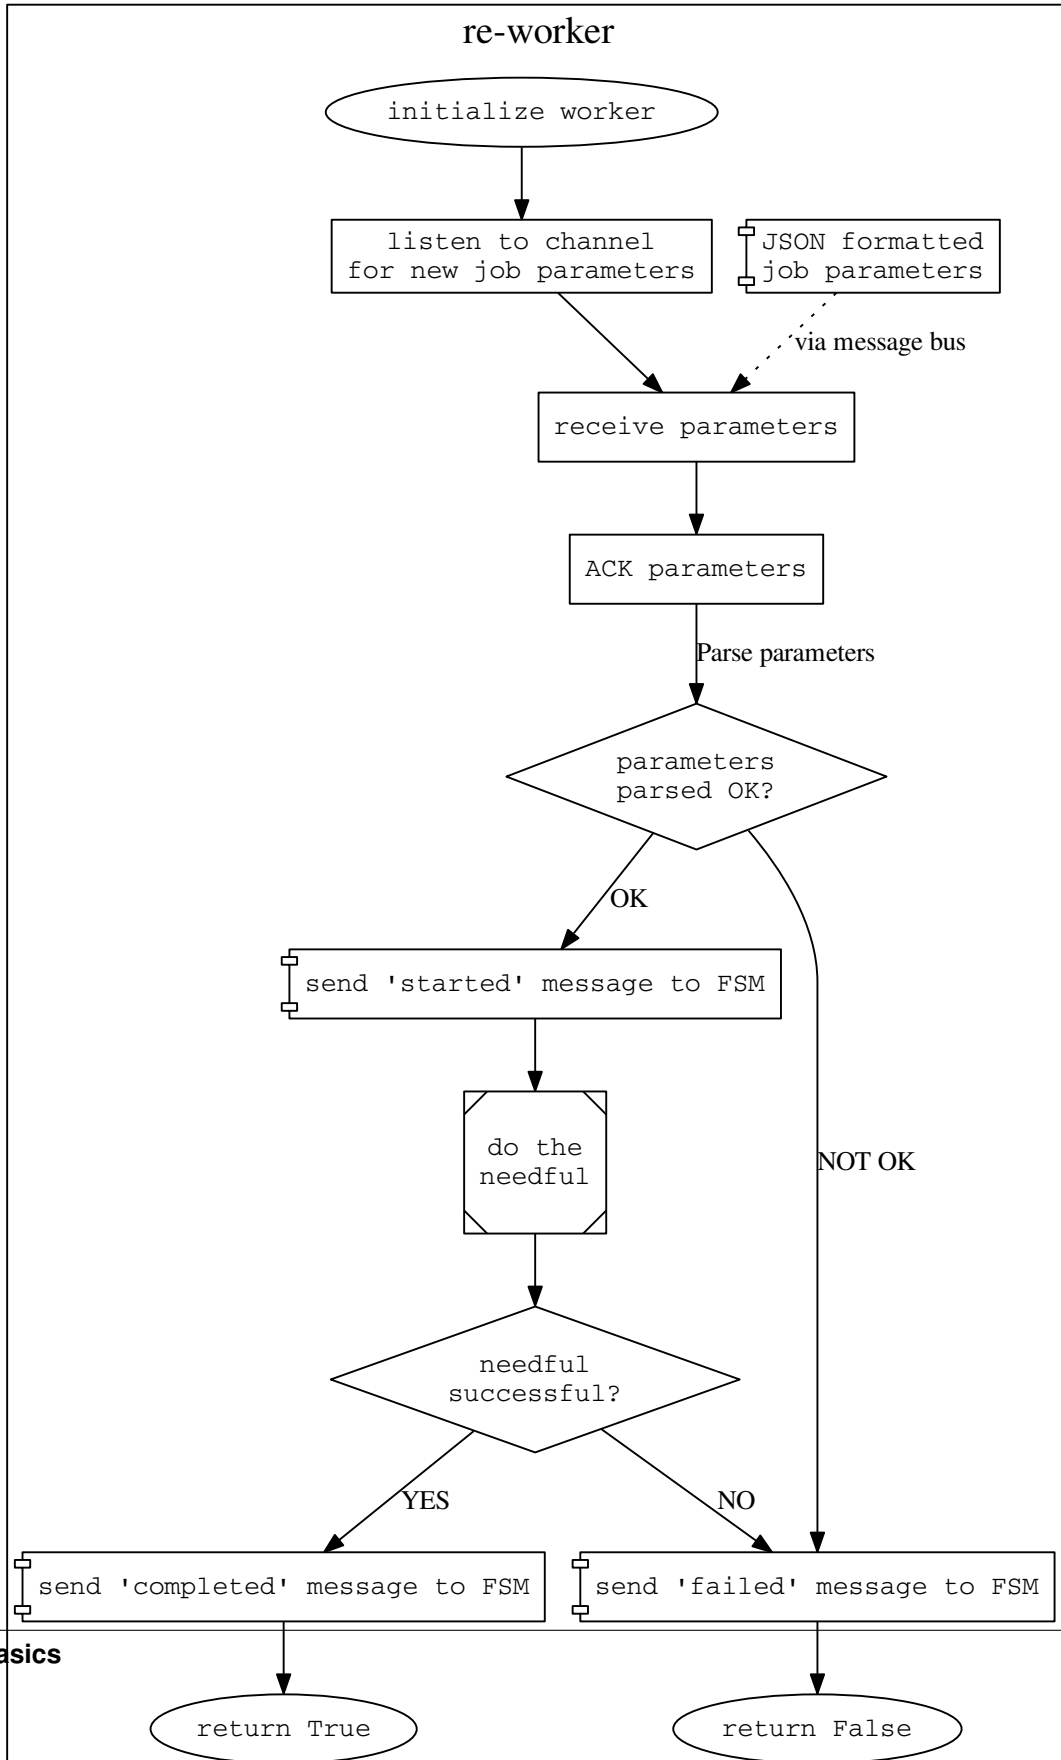 re-worker
initialize worker
listen to channel
for new job parameters
JSON formatted
job parameters
via message bus
receive parameters
ACK parameters
Parse parameters
parameters
parsed OK?
OK
send 'started' message to FSM
do the
needful
NOT OK
needful
successful?
YES
NO
send 'completed' message to FSM
send 'failed' message to FSM
asics
return True
return False